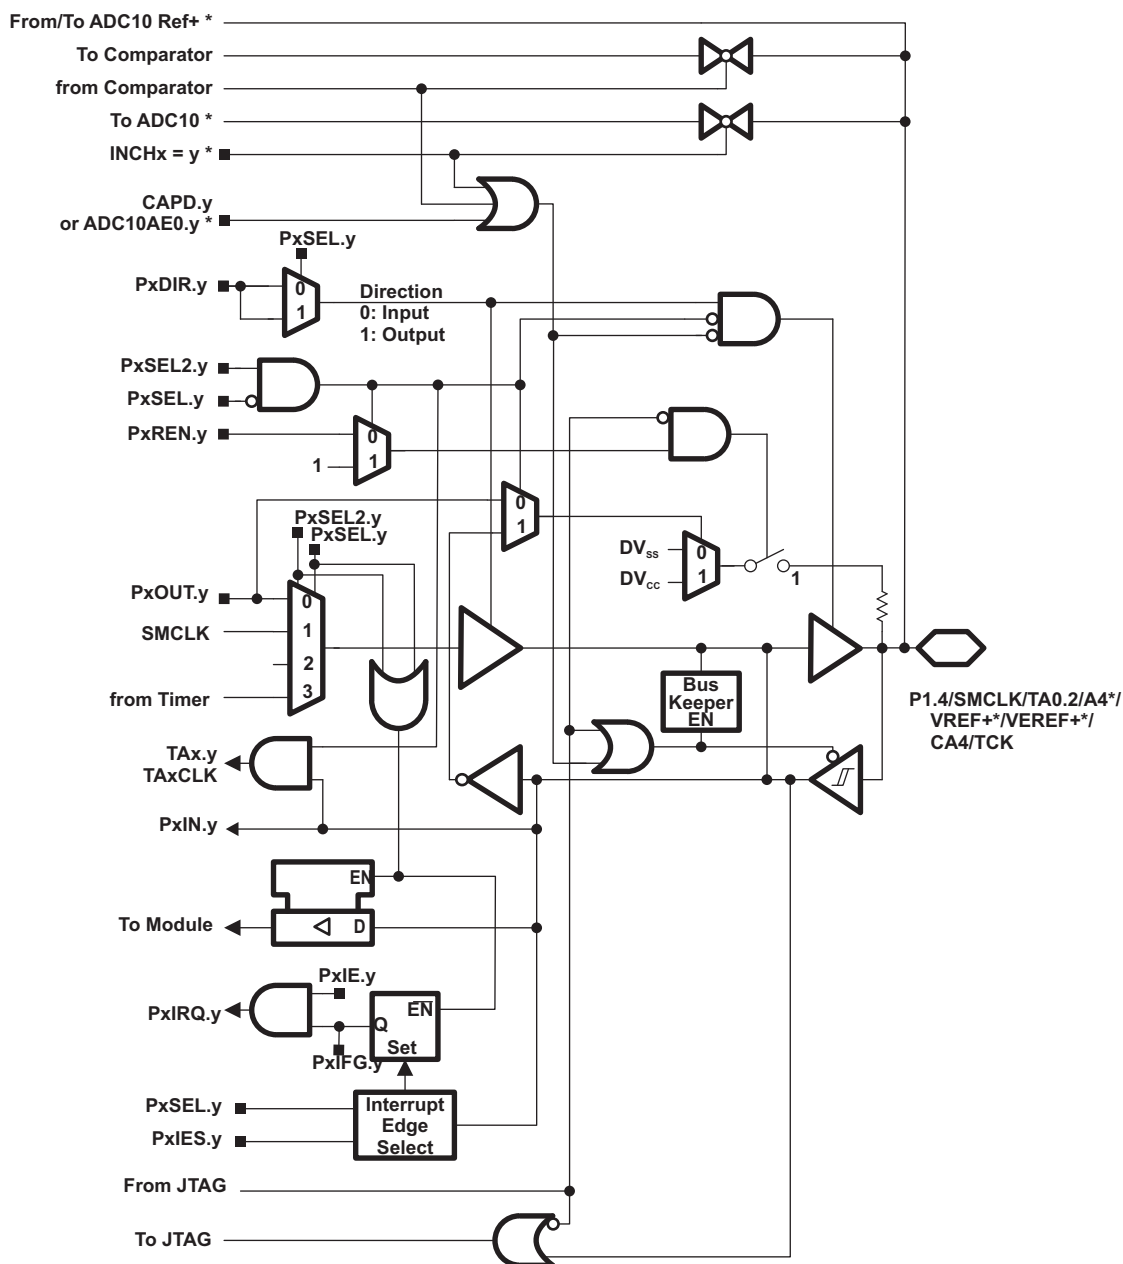 From/To ADC10 Ref+ *
To Comparator
from Comparator
To ADC10 *
INCHx = y *
CAPD.y
or ADC10AE0.y *
PxSEL.y
PxDIR.y
0
1
Direction
0: Input
1: Output
PxSEL2.y
PxSEL.y
PxREN.y
0
1
1
0
1
PxSEL2.y
PxSEL.y
DVSS
DVCC
0
1
1
PxOUT.y
SMCLK
from Timer
0
1
2
3
Bus
Keeper
EN
P1.4/SMCLK/TA0.2/A4*/
VREF+*/VEREF+*/
CA4/TCK
TAx.y
TAxCLK
PxIN.y
EN
To Module
D
PxIE.y
PxIRQ.y
EN
Q
Set
PxIFG.y
PxSEL.y
PxIES.y
Interrupt
Edge
Select
From JTAG
To JTAG